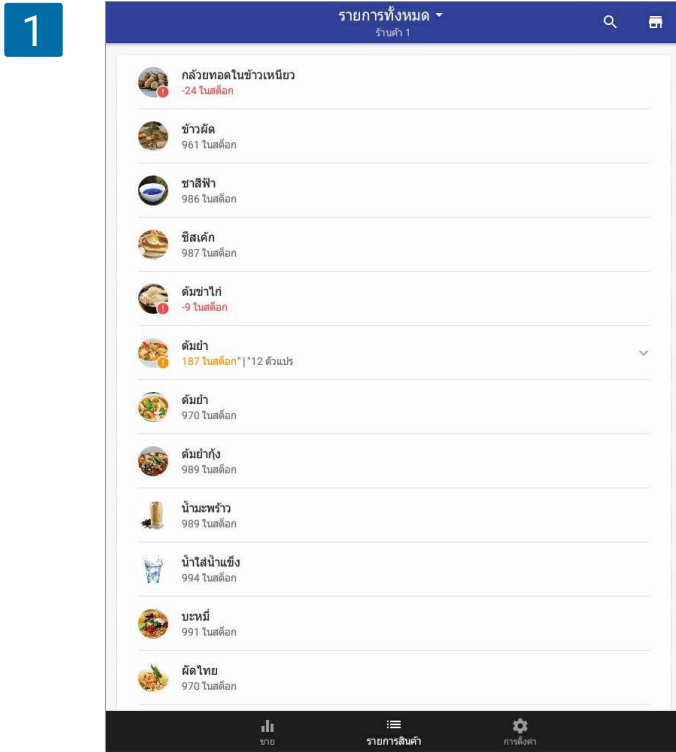 1
รายการทั้งหมด
ร้านค้า 1
กล้วยทอดในข้าวเหนียว
-24 ในสต็อก
ข้าวผัด
961 ในสต็อก
ชาสีฟ้า
986 ในสต็อก
ชีสเค้ก
987 ในสต็อก
ต้มข่าไก่
-9 ในสต็อก
ต้มยำ
187 ในสต็อก"|"12 ตัวแปร
ต้มยำ
970 ในสต็อก
ต้มยำกุ้ง
989 ในสต็อก
น้ำมะพร้าว
989 ในสต็อก
น้ำใส่น้ำแข็ง
994 ในสต็อก
บะหมี่
991 ในสต็อก
ผัดไทย
970 ในสต็อก
ขาย รายการสินค้า การตั้งค่า